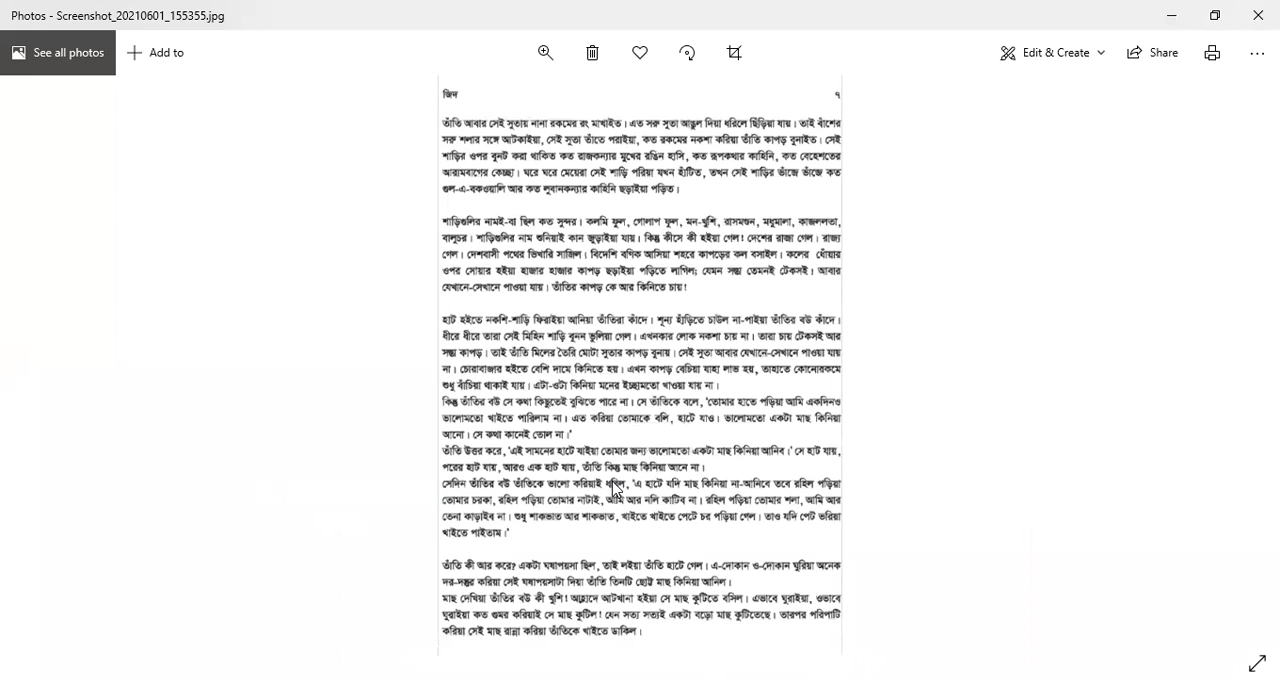 Photos - Screenshot_20210601_155355.jpg
See all photos
Add to
Edit & Create
Share
জিদ
৭
তাঁতি আবার সেই সুতায় নানা রকমের রং মাখাইত। এত সরু সুতা আঙুল দিয়া ধরিলে ছিঁড়িয়া যায়। তাই বাঁশের
সরু শলার সঙ্গে আটকাইয়া, সেই সুতা তাঁতে পরাইয়া, কত রকমের নকশা করিয়া তাঁতি কাপড় বুনাইত। সেই
শাড়ির ওপর বুনট করা থাকিত কত রাজকন্যার মুখের রঙিন হাসি, কত রূপকথার কাহিনি, কত বেহেশতের
আরামবাগের কেচ্ছা। ঘরে ঘরে মেয়েরা সেই শাড়ি পরিয়া যখন হাঁটিত, তখন সেই শাড়ির ভাঁজে ভাঁজে কত
গুল-এ-বকওয়ালি আর কত লুবানকন্যার কাহিনি ছড়াইয়া পড়িত।
শাড়িগুলির নামই-বা ছিল কত সুন্দর। কলমি ফুল, গোলাপ ফুল, মন-খুশি, রাসমণ্ডন, মধুমালা, কাজললতা,
বালুচর। শাড়িগুলির নাম শুনিয়াই কান জুড়াইয়া যায়। কিন্তু কীসে কী হইয়া গেল! দেশের রাজা গেল। রাজ্য
গেল। দেশবাসী পথের ভিখারি সাজিল। বিদেশি বণিক আসিয়া শহরে কাপড়ের কল বসাইল। কলের ধোঁয়ার
ওপর সোয়ার হইয়া হাজার হাজার কাপড় ছড়াইয়া পড়িতে লাগিল; যেমন সস্তা তেমনই টেকসই। আবার
যেখানে-সেখানে পাওয়া যায়। তাঁতির কাপড় কে আর কিনিতে চায়!
হাট হইতে নকশি-শাড়ি ফিরাইয়া আনিয়া তাঁতিরা কাঁদে। শূন্য হাঁড়িতে চাউল না-পাইয়া তাঁতির বউ কাঁদে।
ধীরে ধীরে তারা সেই মিহিন শাড়ি বুনন ভুলিয়া গেল। এখনকার লোক নকশা চায় না। তারা চায় টেকসই আর
সস্তা কাপড়। তাই তাঁতি মিলের তৈরি মোটা সুতার কাপড় বুনায়। সেই সুতা আবার যেখানে-সেখানে পাওয়া যায়
না। চোরাবাজার হইতে বেশি দামে কিনিতে হয়। এখন কাপড় বেচিয়া যাহা লাভ হয়, তাহাতে কোনোরকমে
শুধু বাঁচিয়া থাকাই যায়। এটা-ওটা কিনিয়া মনের ইচ্ছামতো খাওয়া যায় না।
কিন্তু তাঁতির বউ সে কথা কিছুতেই বুঝিতে পারে না। সে তাঁতিকে বলে, ‘তোমার হাতে পড়িয়া আমি একদিনও
ভালোমতো খাইতে পারিলাম না। এত করিয়া তোমাকে বলি, হাটে যাও। ভালোমতো একটা মাছ কিনিয়া
আনো। সে কথা কানেই তোল না।’
তাঁতি উত্তর করে, ‘এই সামনের হাটে যাইয়া তোমার জন্য ভালোমতো একটা মাছ কিনিয়া আনিব।’ সে হাট যায়,
পরের হাট যায়, আরও এক হাট যায়, তাঁতি কিন্তু মাছ কিনিয়া আনে না।
সেদিন তাঁতির বউ তাঁতিকে ভালো করিয়াই ধরিল, ‘এ হাটে যদি মাছ কিনিয়া না-আনিবে তবে রহিল পড়িয়া
তোমার চরকা, রহিল পড়িয়া তোমার নাটাই, আমি আর নলি কাটিব না। রহিল পড়িয়া তোমার শলা, আমি আর
তেনা কাড়াইব না। শুধু শাকভাত আর শাকভাত, খাইতে খাইতে পেটে চর পড়িয়া গেল। তাও যদি পেট ভরিয়া
খাইতে পাইতাম।’
তাঁতি কী আর করে? একটা ঘষাপয়সা ছিল, তাই লইয়া তাঁতি হাটে গেল। এ-দোকান ও-দোকান ঘুরিয়া অনেক
দর-দস্তুর করিয়া সেই ঘষাপয়সাটা দিয়া তাঁতি তিনটি ছোট্ট মাছ কিনিয়া আনিল।
মাছ দেখিয়া তাঁতির বউ কী খুশি! আহ্লাদে আটখানা হইয়া সে মাছ কুটিতে বসিল। এভাবে ঘুরাইয়া, ওভাবে
ঘুরাইয়া কত গুমর করিয়াই সে মাছ কুটিল! যেন সত্য সত্যই একটা বড়ো মাছ কুটিতেছে। তারপর পরিপাটি
করিয়া সেই মাছ রান্না করিয়া তাঁতিকে খাইতে ডাকিল।